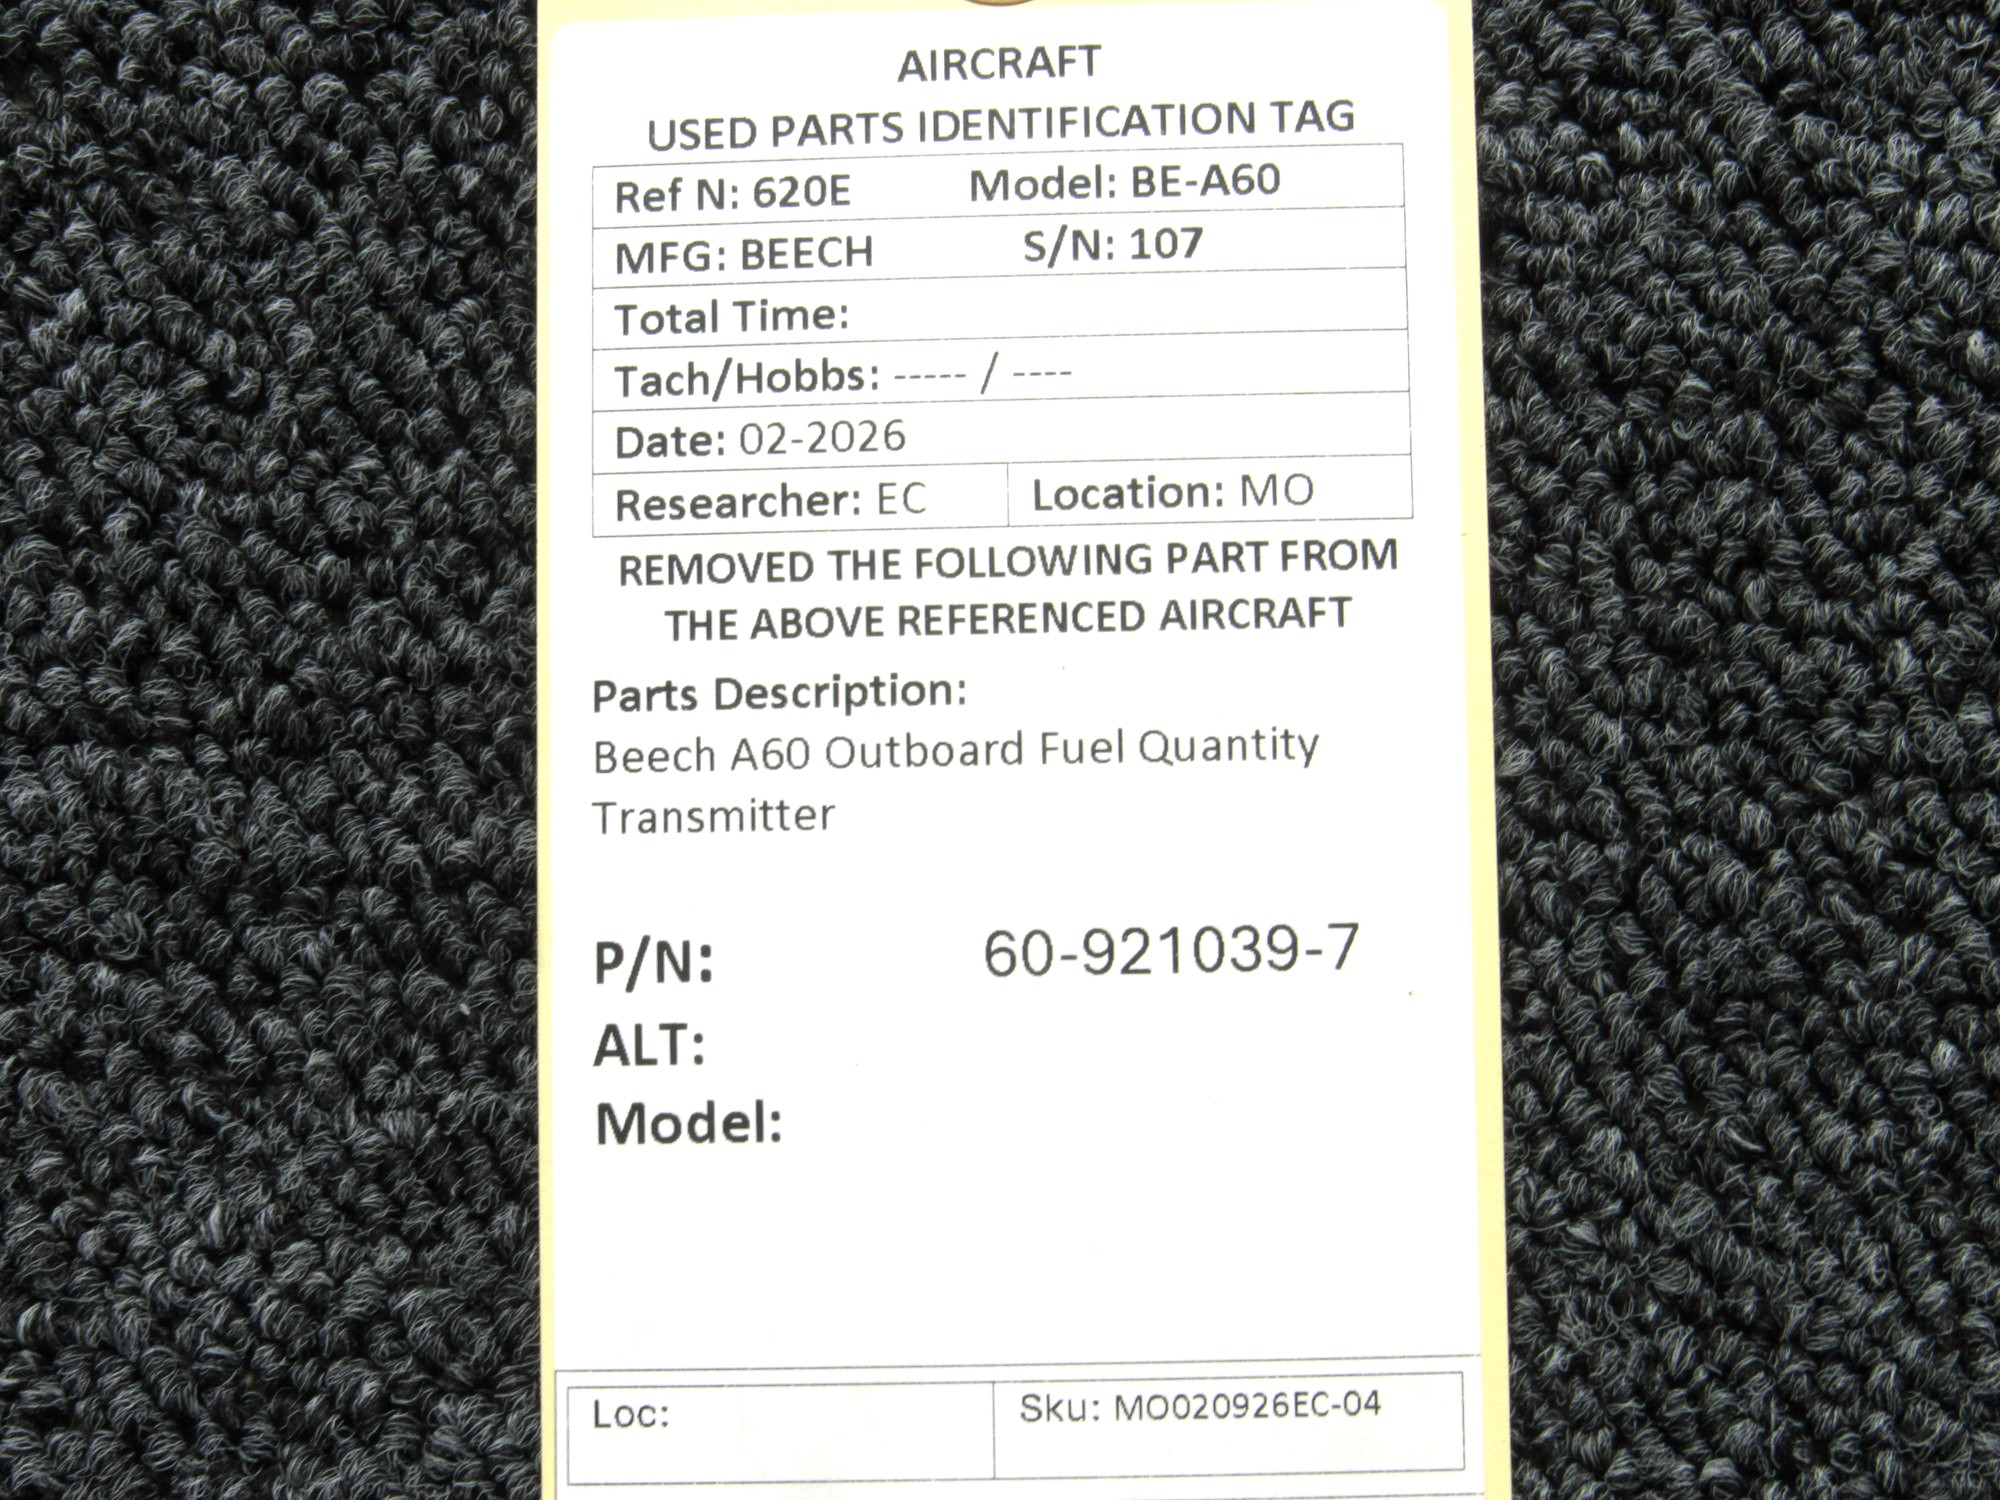 AIRCRAFT
USED PARTS IDENTIFICATION TAG
Ref N: 620E Model: BE-A60
MFG: BEECH S/N: 107
Total Time:
Tach/Hobbs: ----- / ----
Date: 02-2026
Researcher: EC Location: MO
REMOVED THE FOLLOWING PART FROM
THE ABOVE REFERENCED AIRCRAFT
Parts Description:
Beech A60 Outboard Fuel Quantity
Transmitter
P/N: 60-921039-7
ALT:
Model:
Loc: Sku: MO020926EC-04